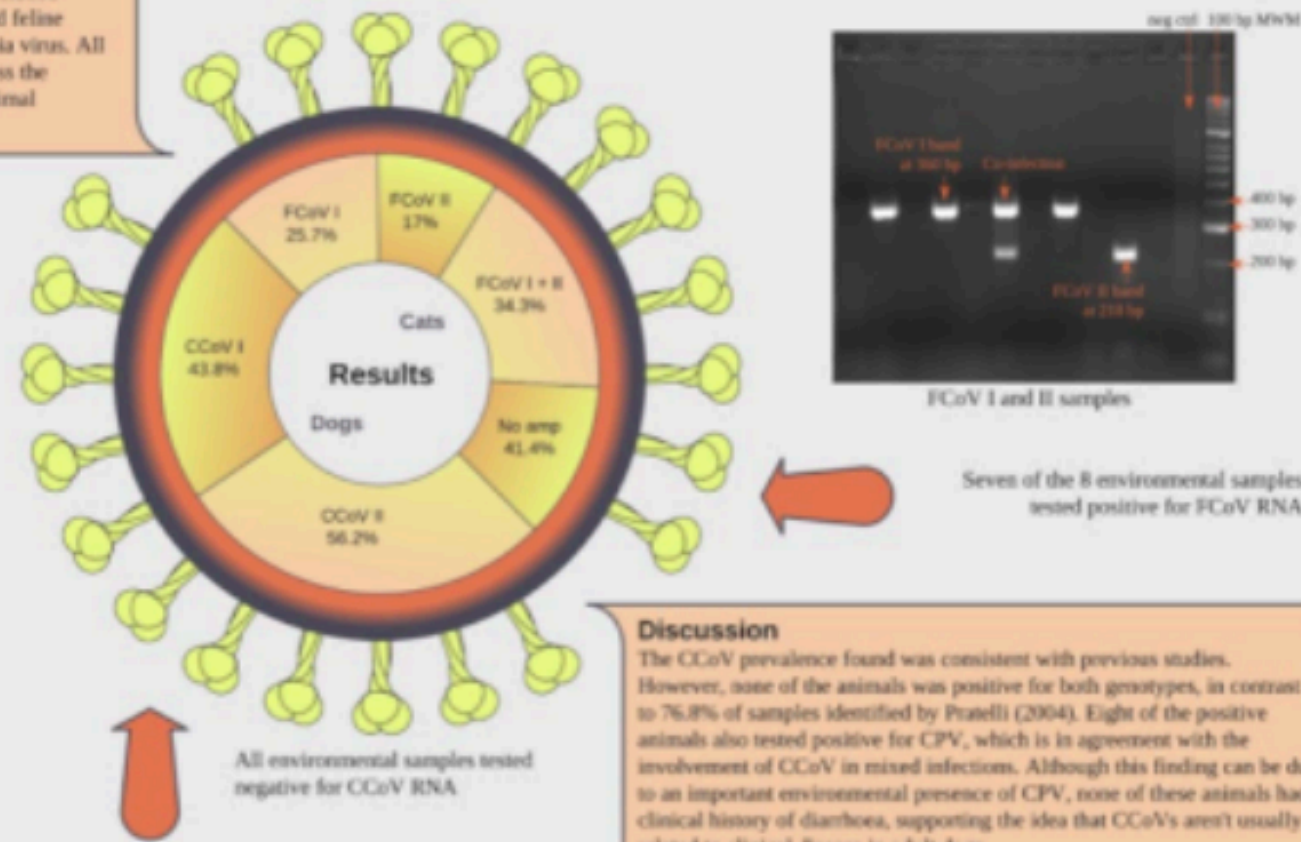 d feline
ia virus. All
ss the
imal
FCoV I
25.7%
FCoV II
17%
FCoV I + II
34.3%
No amp
41.4%
CCoV II
56.2%
CCoV I
43.8%
Cats
Results
Dogs
neg ctrl 100 bp MWM
FCoV I band
at 360 bp
Co-infection
400 bp
300 bp
200 bp
FCoV II band
at 218 bp
FCoV I and II samples
Seven of the 8 environmental samples
tested positive for FCoV RNA
All environmental samples tested
negative for CCoV RNA
Discussion
The CCoV prevalence found was consistent with previous studies.
However, none of the animals was positive for both genotypes, in contrast
to 76.8% of samples identified by Pratelli (2004). Eight of the positive
animals also tested positive for CPV, which is in agreement with the
involvement of CCoV in mixed infections. Although this finding can be du
to an important environmental presence of CPV, none of these animals had
clinical history of diarrhoea, supporting the idea that CCoVs aren't usually